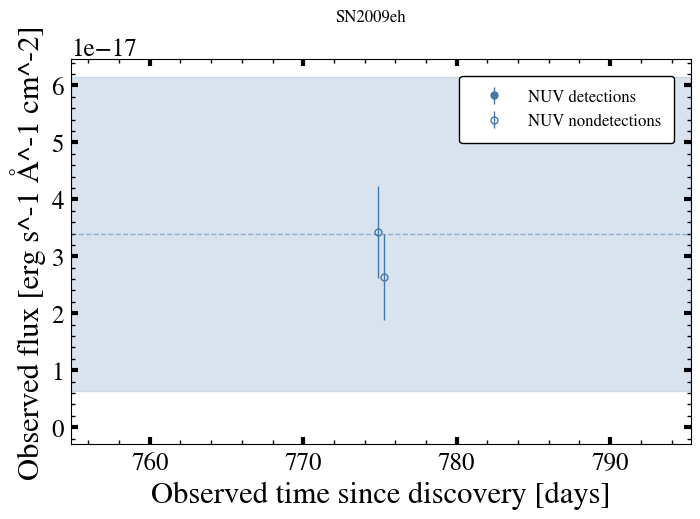 SN2009eh
1e−17
Observed flux [erg s^-1 Å^-1 cm^-2]
6
5
4
3
2
1
0
NUV detections
NUV nondetections
760 770 780 790
Observed time since discovery [days]